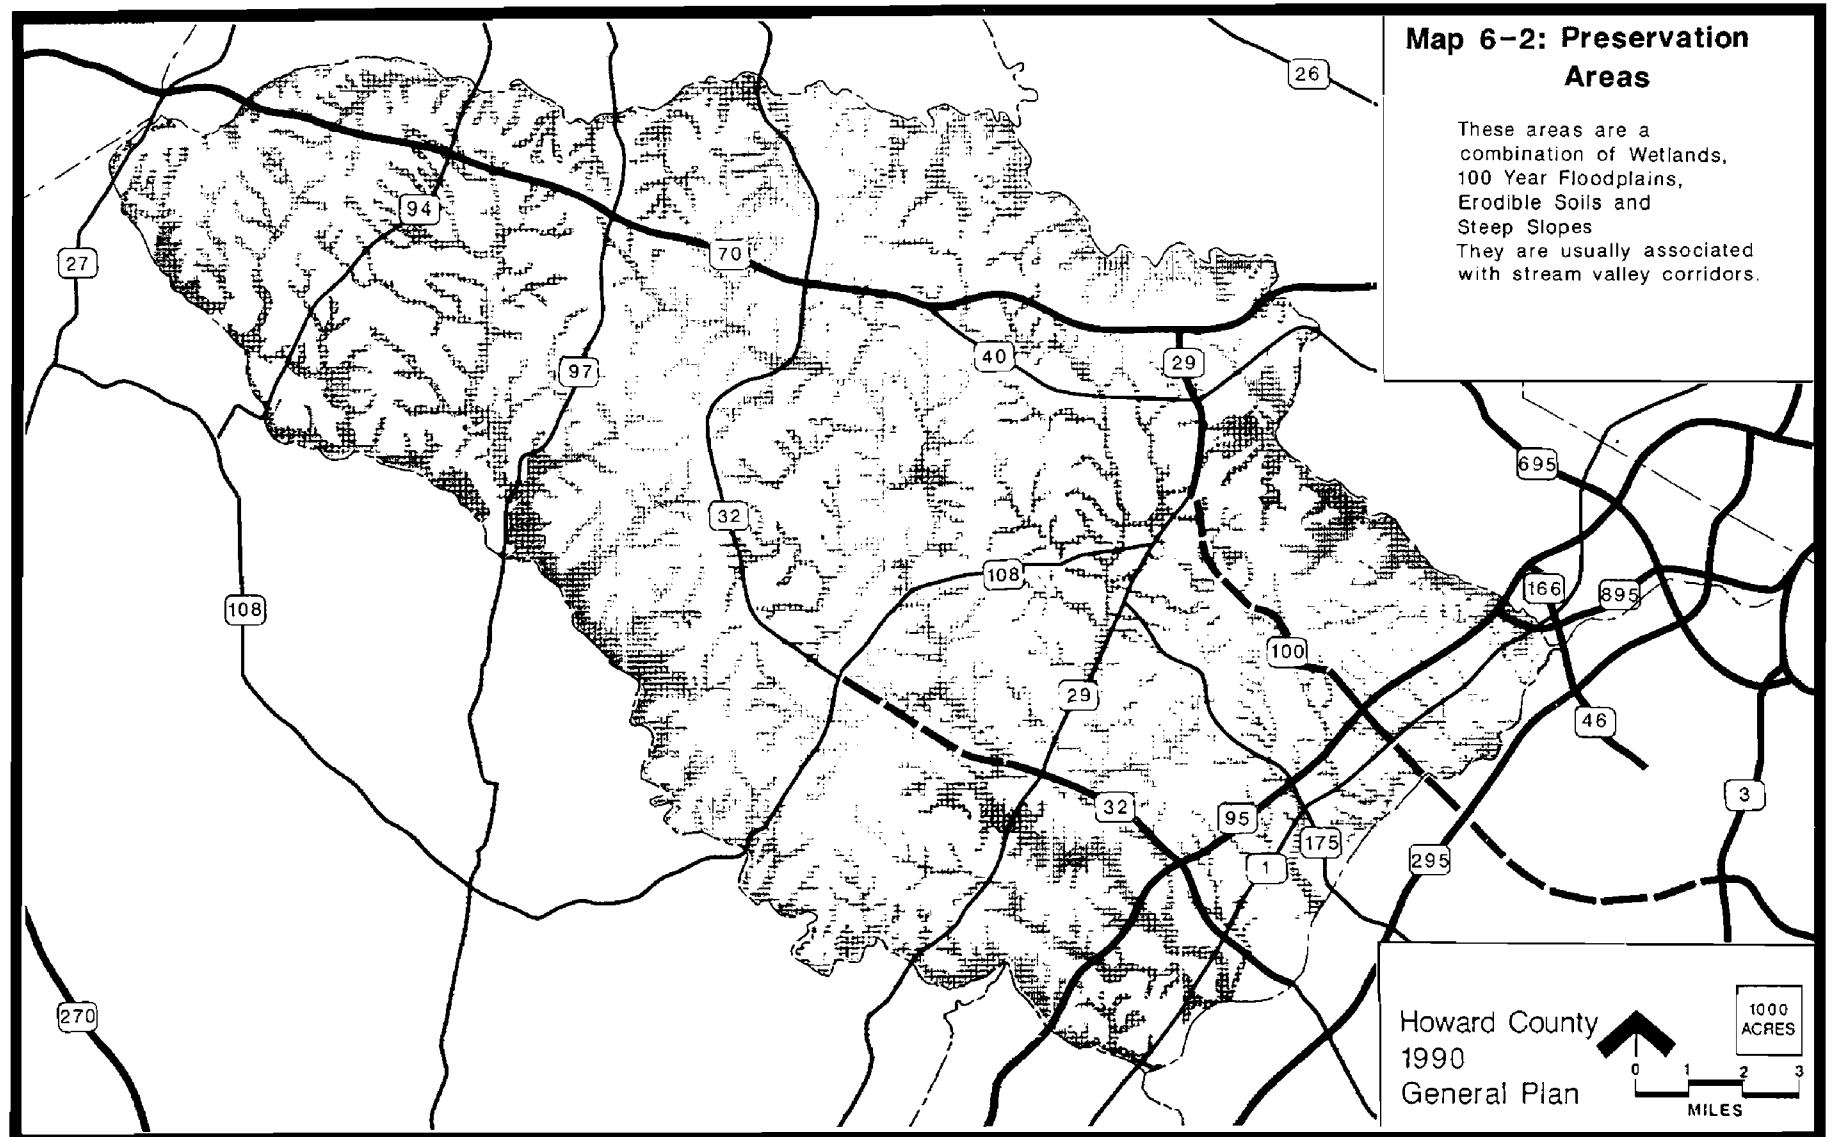 Map 6-2: Preservation
Areas
These areas are a
combination of Wetlands,
100 Year Floodplains,
Erodible Soils and
Steep Slopes
They are usually associated
with stream valley corridors.
26
94
27
70
40
29
97
695
32
108
166
895
108
100
29
46
32
95
3
175
1
295
270
Howard County
1990
General Plan
1000
ACRES
0 1 2 3
MILES